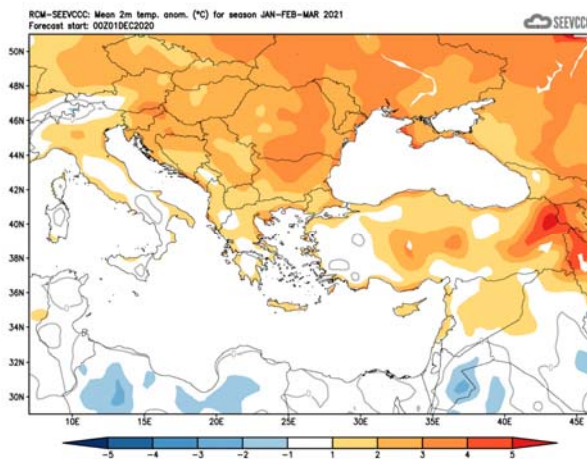 RCM-SEEVCCC: Mean 2m temp. anom. (°C) for season JAN-FEB-MAR 2021
Forecast start: 00Z01DEC2020
SEEVCCC
50N
48N
46N
44N
42N
40N
38N
36N
34N
32N
30N
10E 15E 20E 25E 30E 35E 40E 45E
-5 -4 -3 -2 -1 1 2 3 4 5